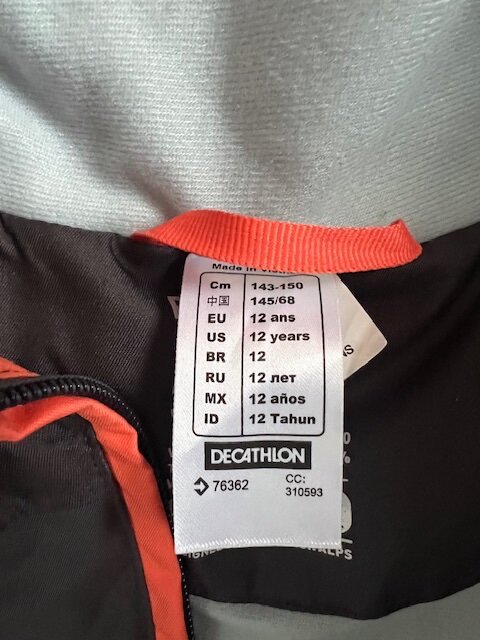 Made in
Cm 143-150
中国 145/68
EU 12 ans
US 12 years
BR 12
RU 12 лет
MX 12 años
ID 12 Tahun
DECATHLON
76362 CC:
310593